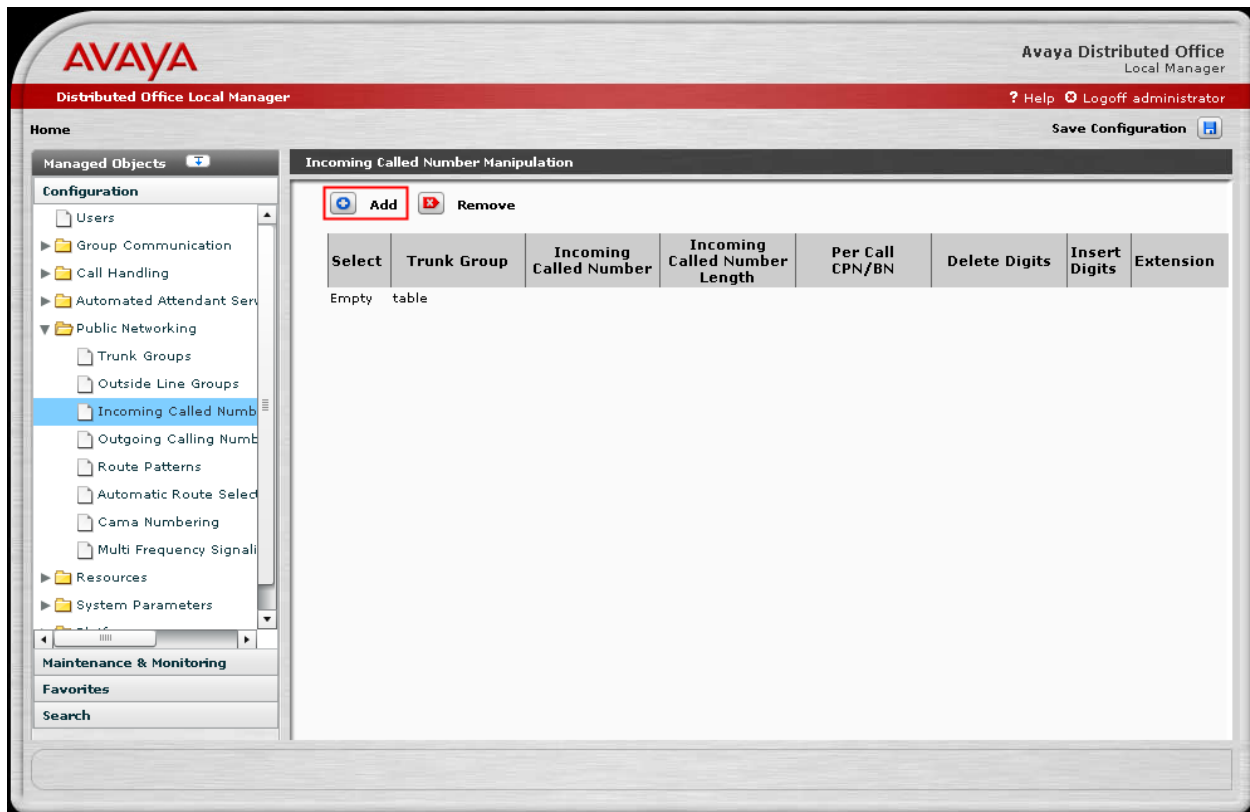 AVAYA
Avaya Distributed Office
Local Manager
Distributed Office Local Manager
? Help Logoff administrator
Home
Save Configuration
Managed Objects
Configuration
Users
Group Communication
Call Handling
Automated Attendant Serv
Public Networking
Trunk Groups
Outside Line Groups
Incoming Called Numb
Outgoing Calling Numb
Route Patterns
Automatic Route Select
Cama Numbering
Multi Frequency Signali
Resources
System Parameters
Maintenance & Monitoring
Favorites
Search
Incoming Called Number Manipulation
Add Remove
Select Trunk Group Incoming Called Number Incoming Called Number Length Per Call CPN/BN Delete Digits Insert Digits Extension
Empty table